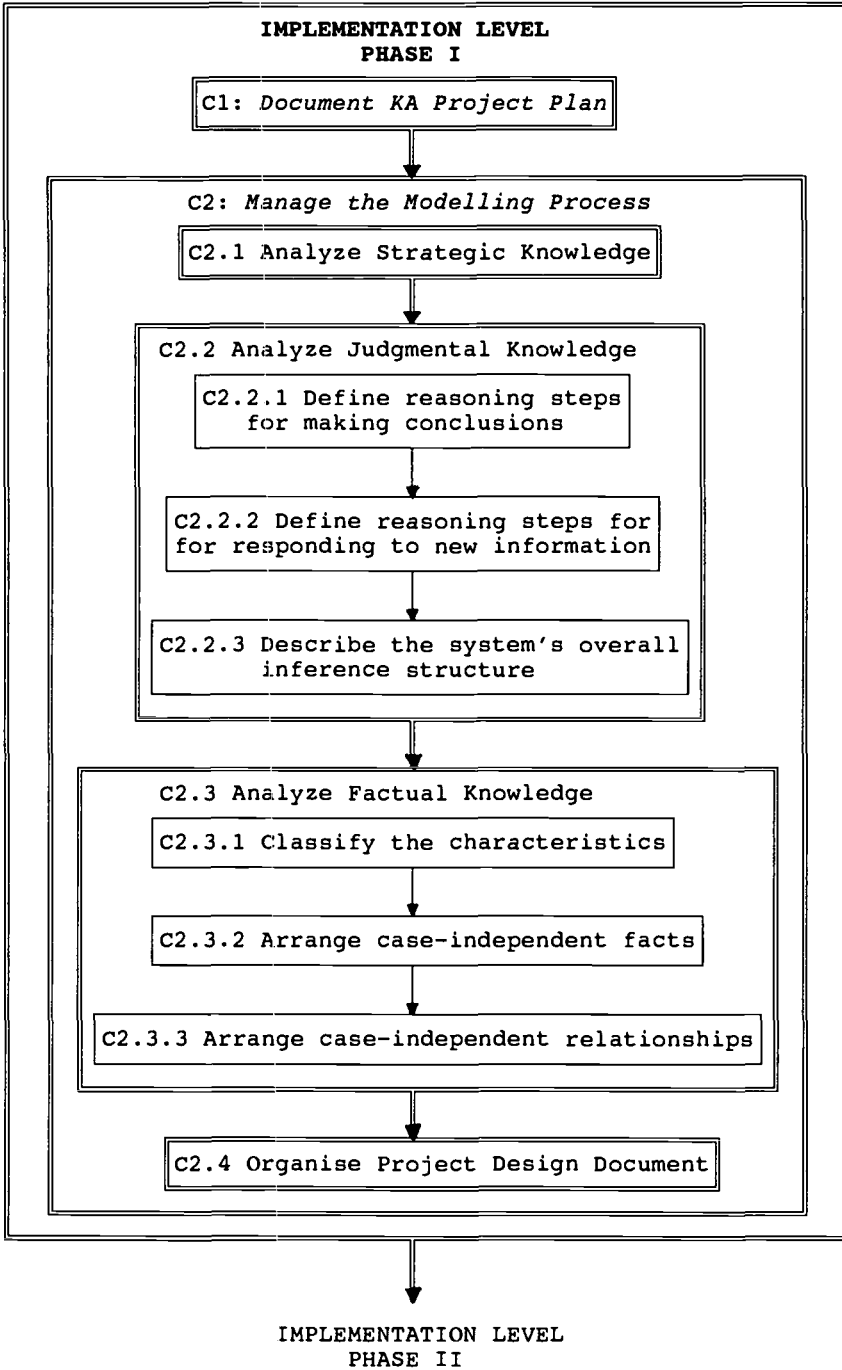 IMPLEMENTATION LEVEL
PHASE I
C1: Document KA Project Plan
C2: Manage the Modelling Process
C2.1 Analyze Strategic Knowledge
C2.2 Analyze Judgmental Knowledge
C2.2.1 Define reasoning steps
for making conclusions
C2.2.2 Define reasoning steps for
for responding to new information
C2.2.3 Describe the system's overall
inference structure
C2.3 Analyze Factual Knowledge
C2.3.1 Classify the characteristics
C2.3.2 Arrange case-independent facts
C2.3.3 Arrange case-independent relationships
C2.4 Organise Project Design Document
IMPLEMENTATION LEVEL
PHASE II